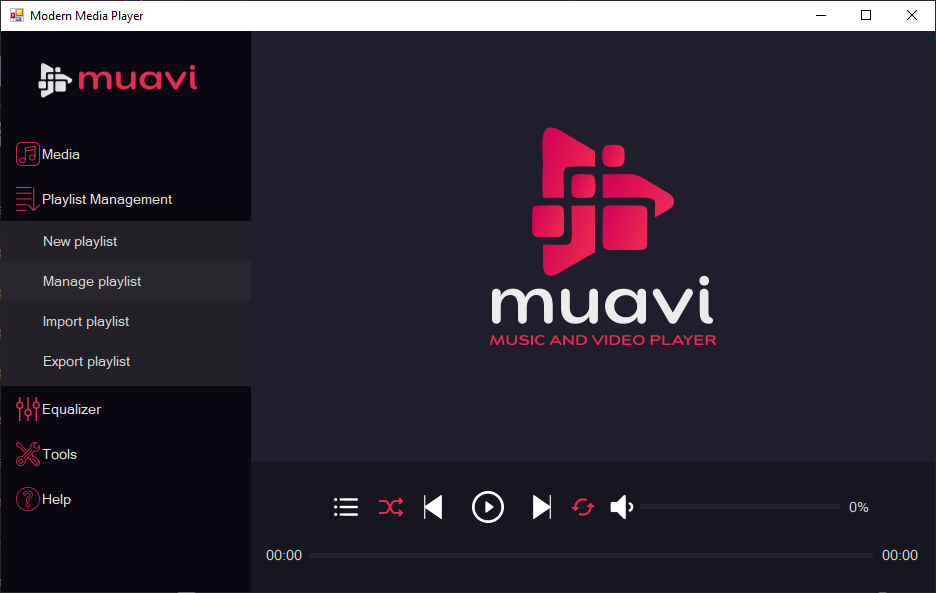 Modern Media Player
muavi
Media
Playlist Management
New playlist
Manage playlist
Import playlist
Export playlist
Equalizer
Tools
Help
muavi
MUSIC AND VIDEO PLAYER
0%
00:00
00:00